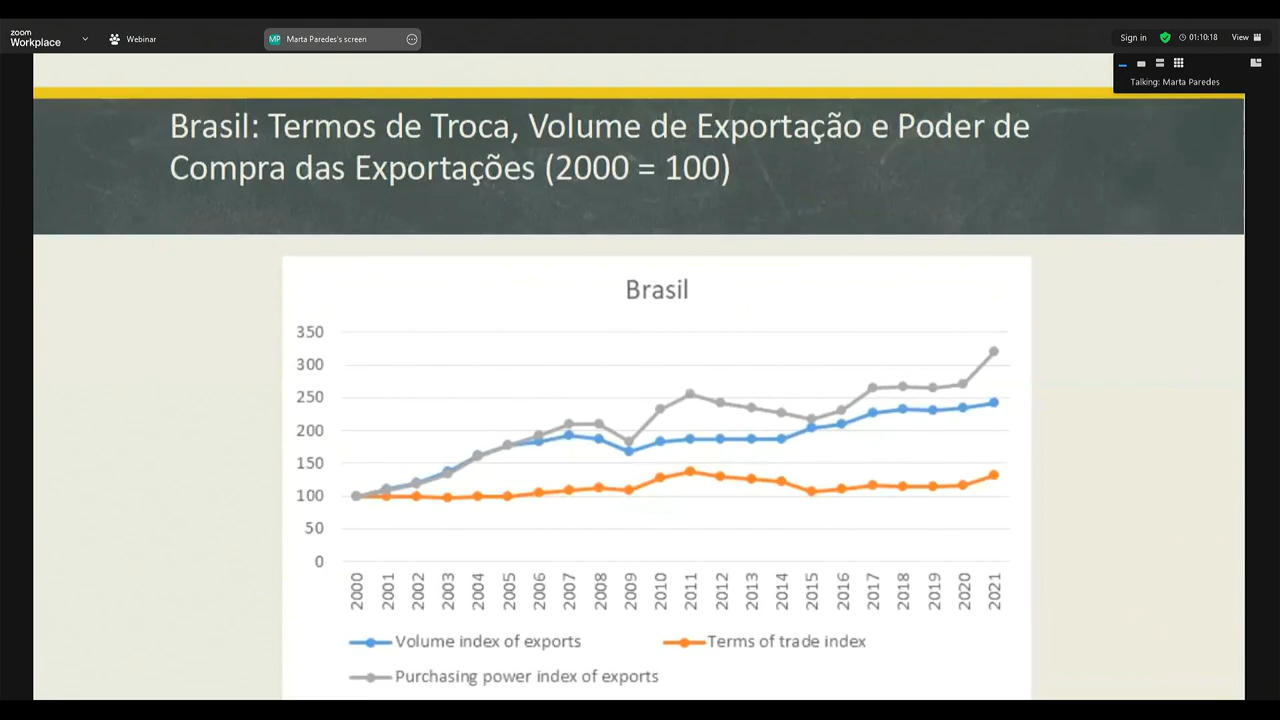 zoom
Workplace
Webinar
MP Marta Paredes's screen
Sign in
01:10:18
View
Talking: Marta Paredes
Brasil: Termos de Troca, Volume de Exportação e Poder de
Compra das Exportações (2000 = 100)
Brasil
350
300
250
200
150
100
50
0
2000 2001 2002 2003 2004 2005 2006 2007 2008 2009 2010 2011 2012 2013 2014 2015 2016 2017 2018 2019 2020 2021
Volume index of exports
Terms of trade index
Purchasing power index of exports